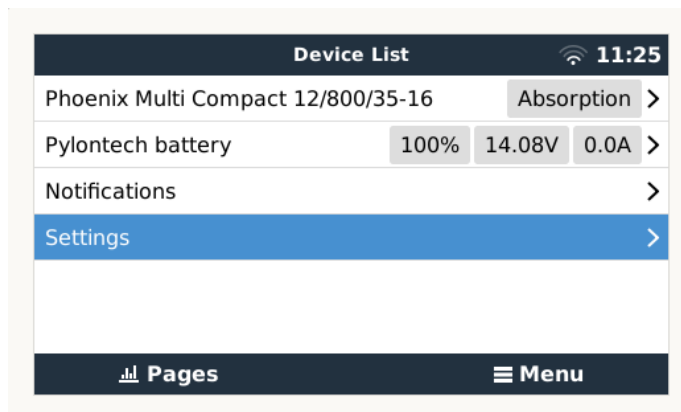 Device List 11:25
Phoenix Multi Compact 12/800/35-16 Absorption
Pylontech battery 100% 14.08V 0.0A
Notifications
Settings
Pages Menu